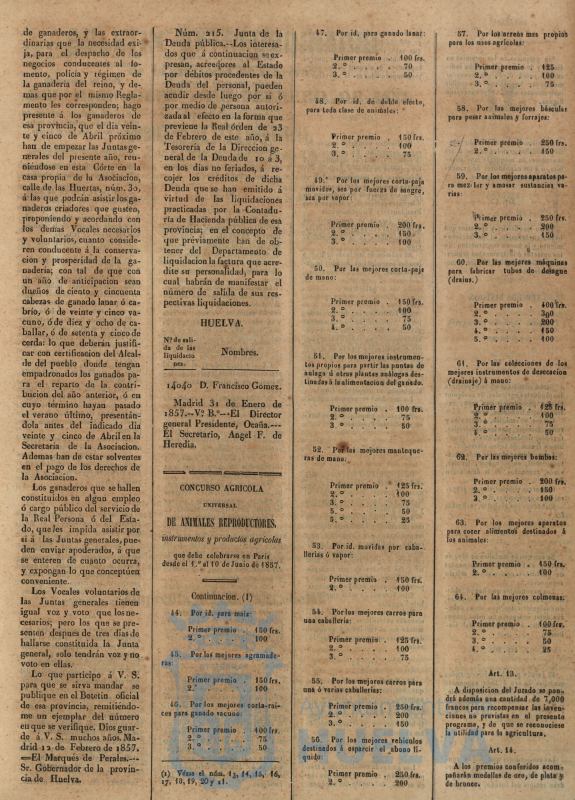 de ganaderos, y las extraor-
dinarias que la necesidad exi-
ja, para el despacho de los
negocios conducentes al fo-
mento, policía y régimen de
la ganadería del reino, y de-
mas que por el mismo Regla-
mento les corresponden; hago
presente á los ganaderos de
esa provincia, que el dia vein-
te y cinco de Abril próximo
han de empezar las Juntas ge-
nerales del presente año, reu-
niéndose en esta Córte en la
casa propia de la Asociacion,
calle de las Huertas, núm. 30,
á las que podrán asistir los ga-
naderos criadores que gusten,
proponiendo y acordando con
los demas Vocales necesarios
y voluntarios, cuanto conside-
ren conducente á la conserva-
cion y prosperidad de la ga-
nadería; con tal de que con
un año de anticipacion sean
dueños de ciento y cincuenta
cabezas de ganado lanar ó ca-
brío, ó de veinte y cinco va-
cuno, ó de diez y ocho de ca-
ballar, ó de setenta y cinco de
cerda: lo que deberán justifi-
car con certificacion del Alcal-
de del pueblo donde tengan
empadronados los ganados pa-
ra el reparto de la contri-
bucion del año anterior, ó en
cuyo término hayan pasado
el verano último, presentán-
dola antes del indicado dia
veinte y cinco de Abril en la
Secretaría de la Asociacion.
Ademas han de estar solventes
en el pago de los derechos de
la Asociacion.
Los ganaderos que se hallen
constituidos en algun empleo
ó cargo público del servicio de
la Real Persona ó del Esta-
do, que les impida asistir por
sí á las Juntas generales, pue-
den enviar apoderados, á que
se enteren de cuanto ocurra,
y expongan lo que conceptúen
conveniente.
Los Vocales voluntarios de
las Juntas generales tienen
igual voz y voto que los ne-
cesarios; pero los que se pre-
senten despues de tres dias de
hallarse constituida la Junta
general, solo tendrán voz y no
voto en ellas.
Lo que participo á V. S.
para que se sirva mandar se
publique en el Botetin oficial
de esa provincia, remitiéndo-
me un ejemplar del número
en que se verifique. Dios guar-
de á V. S. muchos años. Ma-
drid 12 de Febrero de 1857.
=El Marqués de Perales.--
Sr. Gobernador de la provin-
cia de Huelva.
Núm. 215. Junta de la
Deuda pública.--Los interesa-
dos que á continuacion se ex-
presan, acreedores al Estado
por débitos procedentes de la
Deuda del personal, pueden
acudir desde luego por sí ó
por medio de persona autori-
zada al efecto en la forma que
previene la Real órden de 23
de Febrero de este año, á la
Tesorería de la Direccion ge-
neral de la Deuda de 10 á 3,
en los dias no feriados, á re-
cojer los créditos de dicha
Deuda que se han emitido á
virtud de las liquidaciones
practicadas por la Contadu-
ría de Hacienda pública de esa
provincia; en el concepto de
que préviamente han de ob-
tener del Departamento de
liquidacion la factura que acre-
dite su personalidad, para lo
cual habrán de manifestar el
número de salida de sus res-
pectivas liquidaciones.
HUELVA.
Nº de sali-
da de las
liquidacio
nes.
Nombres.
14040 D. Francisco Gomez.
Madrid 31 de Enero de
1857.--V.º B.º--El Director
general Presidente, Ocaña.---
El Secretario, Angel F. de
Heredia.
CONCURSO AGRICOLA
UNIVERSAL
DE ANIMALES REPRODUCTORES,
instrumentos y productos agrícolas
que debe celebrarse en Paris
desde el 1.º al 10 de Junio de 1857.
Continuacion. (1)
44. Por id. para maiz:
Primer premio . 150 frs.
2.º . . . . 100
45. Por los mejores agramade-
ras:
Primer premio . 150 frs.
2.º . . . . 100
46. Por los mejores corta-rai-
ces para ganado vacuno:
Primer premio . 100 frs.
2.º . . . . 75
3.º . . . . 50
(1) Véase el núm. 13, 14, 15, 16,
17, 18, 19, 20 y 21.
47. Por id. para ganado lanar:
Primer premio . 100 frs.
2.º . . . . 70
3.º . . . . 50
48. Por id. de doble efecto,
para toda clase de animales:
Primer premio . 150 frs.
2.º . . . . 100
3.º . . . . 75
49. Por los mejores corta-paja
movidos, sea por fuerza de sangre,
sea por vapor:
Primer premio . 200 frs.
2.º . . . . 150
3.º . . . . 100
50. Por las mejores corta-paja
de mano:
Primer premio . 150 frs.
2.º . . . . 100
3.º . . . . 75
4.º . . . . 50
51. Por los mejores instrumen-
tos propios para partir las puntas de
aulaga ú otras plantas análogas des-
tinadas á la alimentacion del ganado.
Primer premio . 100 frs.
2.º . . . . 75
3.º . . . . 50
52. Por las mejores manteque-
ras de mano:
Primer premio . 125 frs.
2.º . . . . 100
3.º . . . . 75
5.º . . . . 50
5.º . . . . 25
53. Por id. movidas por caba-
llerías ó vapor:
Primer premio . 150 frs.
2.º . . . . 100
54. Por los mejores carros para
una caballería:
Primer premio . 125 frs.
2.º . . . . 100
3.º . . . . 75
55. Por los mejores carros para
una ó varias caballerías:
Primer premio . 250 frs.
2.º . . . . 200
3.º . . . . 150
56. Por los mejores vehículos
destinados á esparcir el abono lí-
quido:
Primer premio . 250 frs.
2.º . . . . 200
57. Por los arreos mas propios
para los usos agrícolas:
Primer premio . 125
2.º . . . . 100
3.º . . . . 75
58. Por las mejores básculas
para pesar animales y forrajes:
Primer premio . 250 frs.
2.º . . . . 150
59. Por los mejores aparatos pa-
ra mezclar y amasar sustancias va-
rias:
Primer premio . 250 frs.
2.º . . . . 200
3.º . . . . 150
60. Por las mejores máquinas
para fabricar tubos de desagüe
(drains.)
Primer premio . 400 frs.
2.º . . . . 300
3.º . . . . 200
4.º . . . . 150
5.º . . . . 100
61. Por las colecciones de los
mejores instrumentos de desecacion
(drainaje) á mano:
Primer premio . 125 frs.
2.º . . . . 100
3.º . . . . 75
4.º . . . . 50
62. Por las mejores bombas:
Primer premio . 200 frs.
2.º . . . . 150
3.º . . . . 100
63. Por los mejores aparatos
para cocer alimentos destinados á
los animales:
Primer premio . 150 frs.
2.º . . . . 100
64. Por las mejores colmenas:
Primer premio . 100 frs.
2.º . . . . 75
3.º . . . . 50
4.º . . . . 25
Art. 13.
A disposicion del Jurado se pon-
drá además una cantidad de 7,000
francos para recompensar las inven-
ciones no previstas en el presente
programa, y de que se reconociere
la utilidad para la agricultura.
Art. 14.
A los premios conferidos acom-
pañarán medallas de oro, de plata y
de bronce.